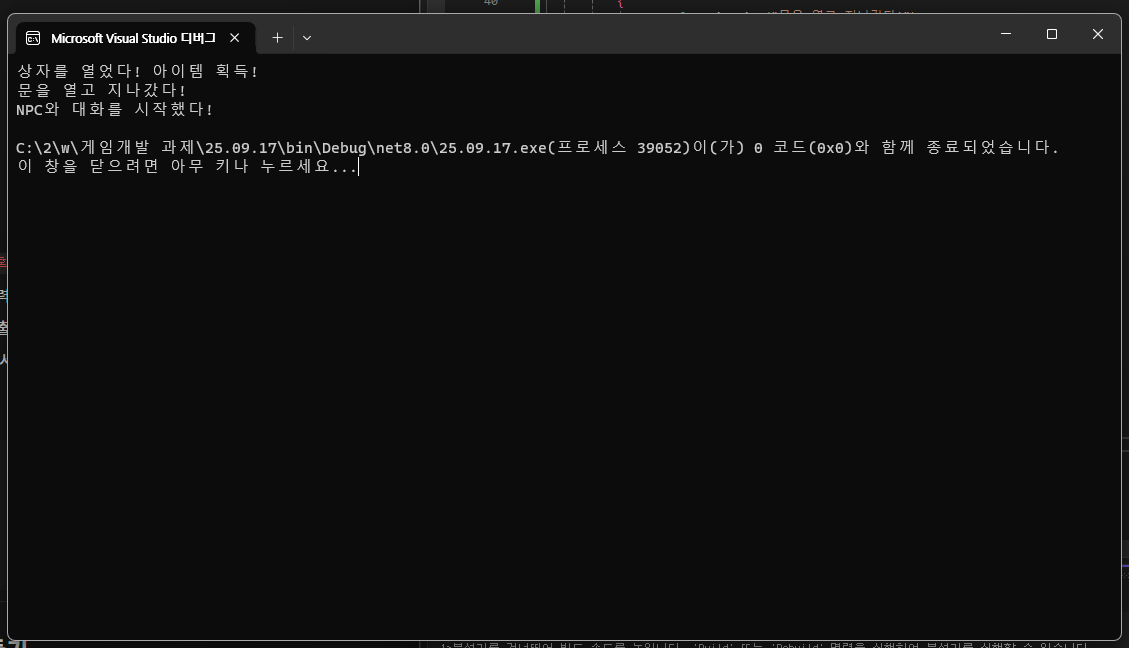 40
{
Microsoft Visual Studio 디버그
상자를 열었다! 아이템 획득!
문을 열고 지나갔다!
NPC와 대화를 시작했다!
C:\2\w\게임개발 과제\25.09.17\bin\Debug\net8.0\25.09.17.exe(프로세스 39052)이(가) 0 코드(0x0)와 함께 종료되었습니다.
이 창을 닫으려면 아무 키나 누르세요...